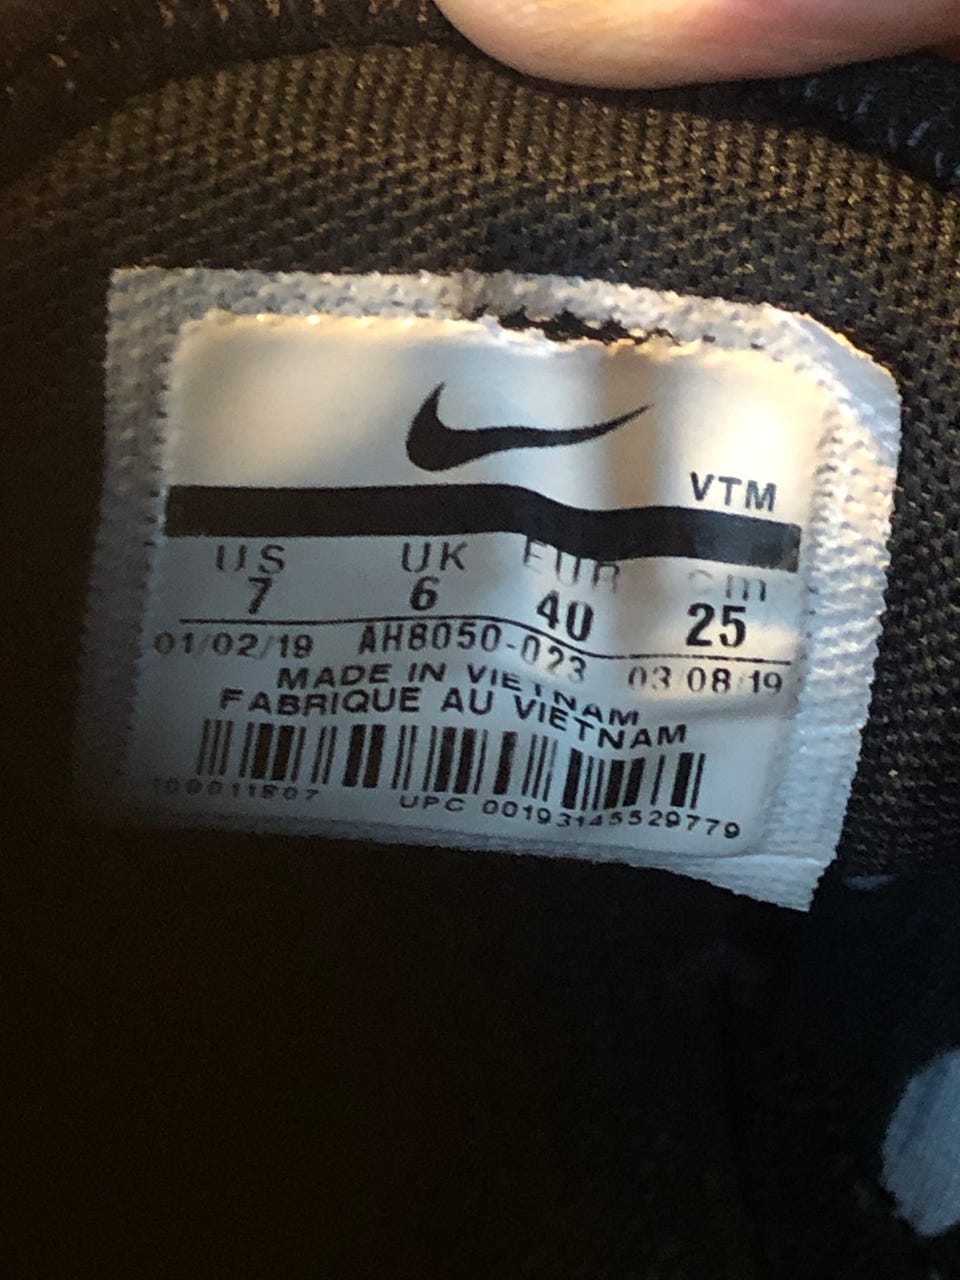 VTM
US UK EUR cm
7 6 40 25
01/02/19 AH8050-023 03/08/19
MADE IN VIETNAM
FABRIQUE AU VIETNAM
UPC 00193145529779